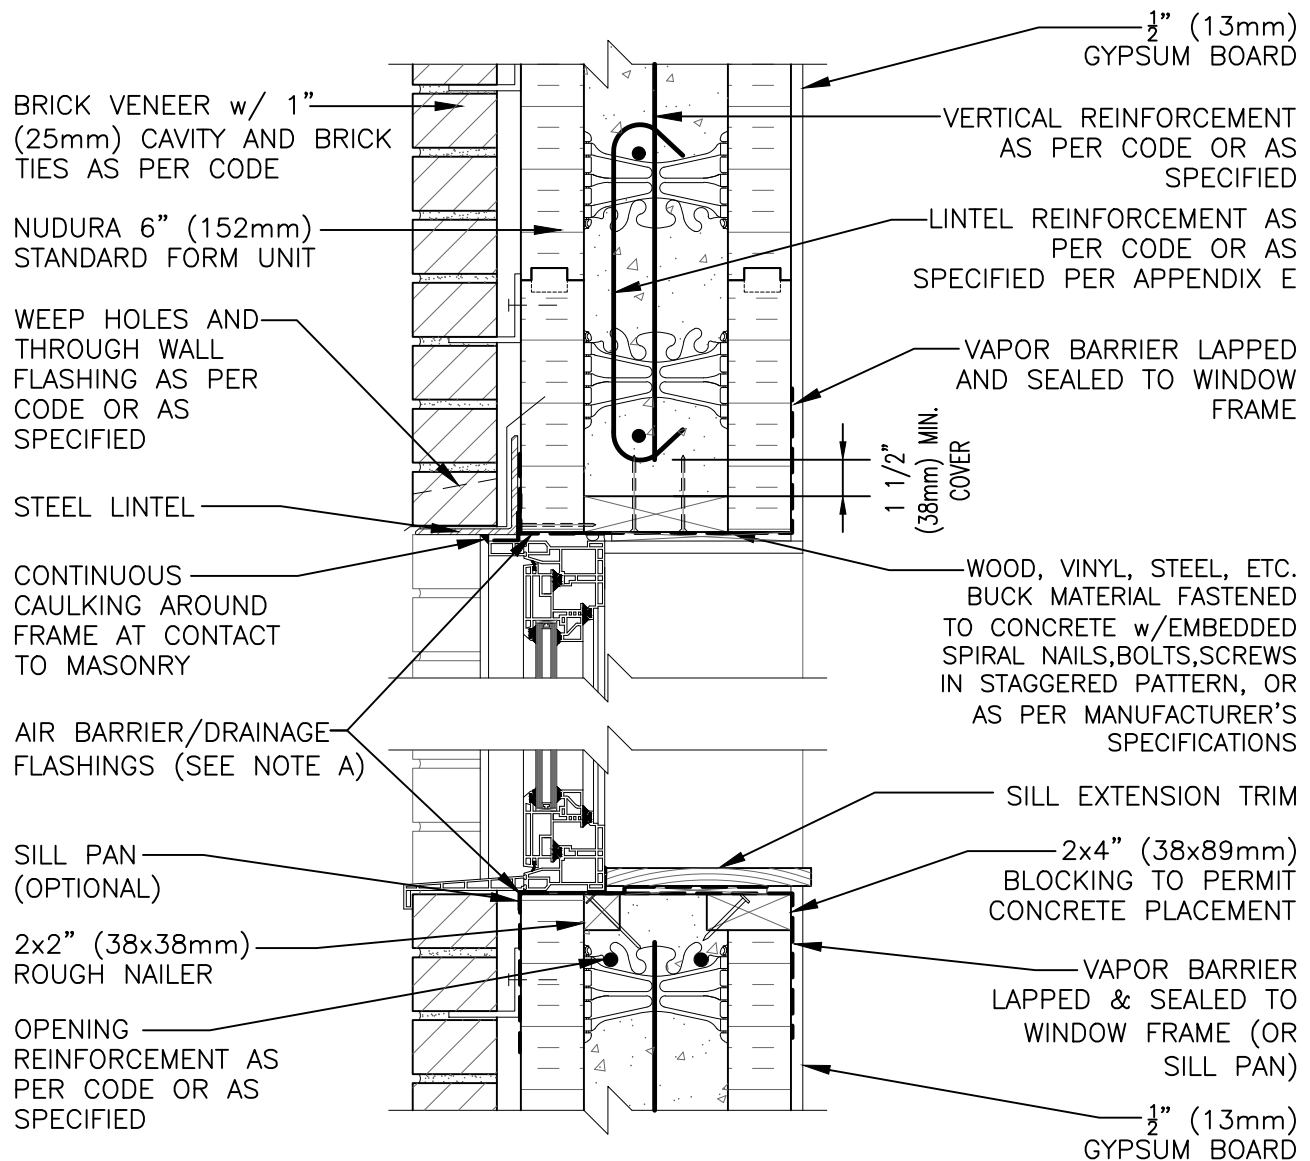 BRICK VENEER w/ 1"
(25mm) CAVITY AND BRICK
TIES AS PER CODE
NUDURA 6" (152mm)
STANDARD FORM UNIT
WEEP HOLES AND
THROUGH WALL
FLASHING AS PER
CODE OR AS
SPECIFIED
STEEL LINTEL
CONTINUOUS
CAULKING AROUND
FRAME AT CONTACT
TO MASONRY
AIR BARRIER/DRAINAGE
FLASHINGS (SEE NOTE A)
SILL PAN
(OPTIONAL)
2x2" (38x38mm)
ROUGH NAILER
OPENING
REINFORCEMENT AS
PER CODE OR AS
SPECIFIED
½" (13mm)
GYPSUM BOARD
VERTICAL REINFORCEMENT
AS PER CODE OR AS
SPECIFIED
LINTEL REINFORCEMENT AS
PER CODE OR AS
SPECIFIED PER APPENDIX E
VAPOR BARRIER LAPPED
AND SEALED TO WINDOW
FRAME
1 1/2"
(38mm) MIN.
COVER
WOOD, VINYL, STEEL, ETC.
BUCK MATERIAL FASTENED
TO CONCRETE w/EMBEDDED
SPIRAL NAILS,BOLTS,SCREWS
IN STAGGERED PATTERN, OR
AS PER MANUFACTURER'S
SPECIFICATIONS
SILL EXTENSION TRIM
2x4" (38x89mm)
BLOCKING TO PERMIT
CONCRETE PLACEMENT
VAPOR BARRIER
LAPPED & SEALED TO
WINDOW FRAME (OR
SILL PAN)
½" (13mm)
GYPSUM BOARD